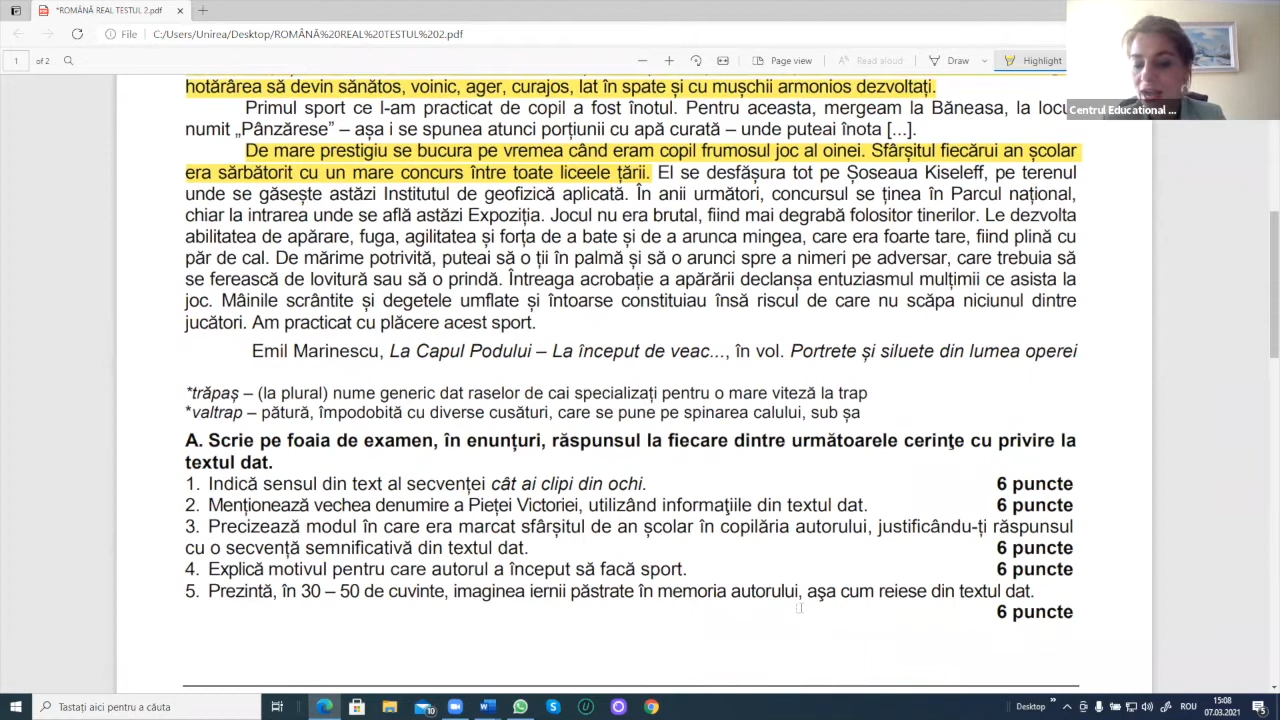 *ROMÂNĂ REAL TESTUL 2.pdf
File
C:/Users/Unirea/Desktop/ROMÂNĂ%20REAL%20TESTUL%202.pdf
1 of 2
Page view
Read aloud
Draw
Highlight
Centrul Educational ...
hotărârea să devin sănătos, voinic, ager, curajos, lat în spate și cu mușchii armonios dezvoltați.
Primul sport ce l-am practicat de copil a fost înotul. Pentru aceasta, mergeam la Băneasa, la locu
numit „Pânzărese” – așa i se spunea atunci porțiunii cu apă curată – unde puteai înota [...].
De mare prestigiu se bucura pe vremea când eram copil frumosul joc al oinei. Sfârșitul fiecărui an școlar
era sărbătorit cu un mare concurs între toate liceele țării. El se desfășura tot pe Șoseaua Kiseleff, pe terenul
unde se găsește astăzi Institutul de geofizică aplicată. În anii următori, concursul se ținea în Parcul național,
chiar la intrarea unde se află astăzi Expoziția. Jocul nu era brutal, fiind mai degrabă folositor tinerilor. Le dezvolta
abilitatea de apărare, fuga, agilitatea și forța de a bate și de a arunca mingea, care era foarte tare, fiind plină cu
păr de cal. De mărime potrivită, puteai să o ții în palmă și să o arunci spre a nimeri pe adversar, care trebuia să
se ferească de lovitură sau să o prindă. Întreaga acrobație a apărării declanșa entuziasmul mulțimii ce asista la
joc. Mâinile scrântite și degetele umflate și întoarse constituiau însă riscul de care nu scăpa niciunul dintre
jucători. Am practicat cu plăcere acest sport.
Emil Marinescu, La Capul Podului – La început de veac..., în vol. Portrete și siluete din lumea operei
*trăpaș – (la plural) nume generic dat raselor de cai specializați pentru o mare viteză la trap
*valtrap – pătură, împodobită cu diverse cusături, care se pune pe spinarea calului, sub șa
A. Scrie pe foaia de examen, în enunțuri, răspunsul la fiecare dintre următoarele cerinţe cu privire la
textul dat.
1. Indică sensul din text al secvenței cât ai clipi din ochi. 6 puncte
2. Menționează vechea denumire a Pieței Victoriei, utilizând informaţiile din textul dat. 6 puncte
3. Precizează modul în care era marcat sfârșitul de an școlar în copilăria autorului, justificându-ți răspunsul
cu o secvență semnificativă din textul dat. 6 puncte
4. Explică motivul pentru care autorul a început să facă sport. 6 puncte
5. Prezintă, în 30 – 50 de cuvinte, imaginea iernii păstrate în memoria autorului, aşa cum reiese din textul dat.
6 puncte
Tastați aici pentru a căuta
10
Desktop
ROU
15:08
07.03.2021
5